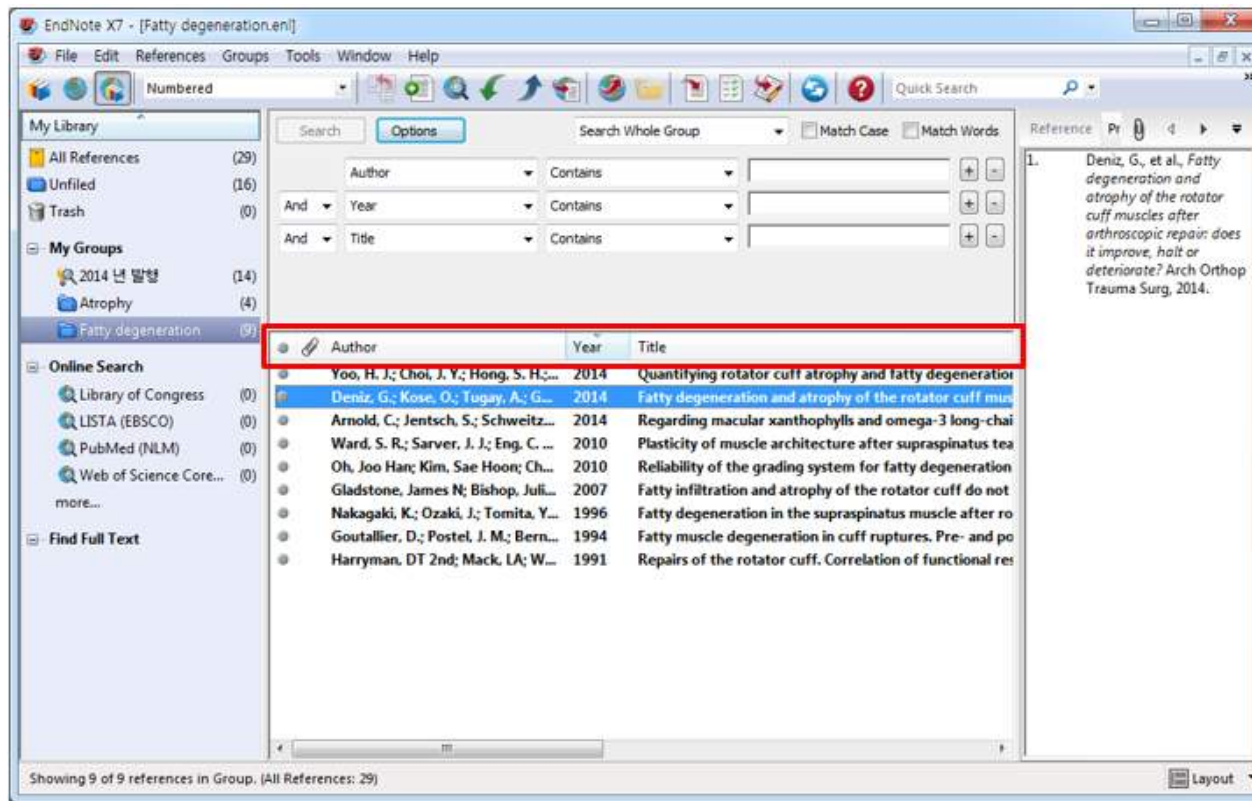 EndNote X7 - [Fatty degeneration.enl]
File Edit References Groups Tools Window Help
Numbered
Quick Search
My Library
All References (29)
Unfiled (16)
Trash (0)
My Groups
2014 년 발행 (14)
Atrophy (4)
Fatty degeneration (9)
Online Search
Library of Congress (0)
LISTA (EBSCO) (0)
PubMed (NLM) (0)
Web of Science Core... (0)
more...
Find Full Text
Search Options Search Whole Group Match Case Match Words
Author Contains + -
And Year Contains + -
And Title Contains + -
Author Year Title
Yoo, H. J.; Choi, J. Y.; Hong, S. H.;... 2014 Quantifying rotator cuff atrophy and fatty degeneration
Deniz, G.; Kose, O.; Tugay, A.; G... 2014 Fatty degeneration and atrophy of the rotator cuff mus
Arnold, C.; Jentsch, S.; Schweitz... 2014 Regarding macular xanthophylls and omega-3 long-chai
Ward, S. R.; Sarver, J. J.; Eng, C. ... 2010 Plasticity of muscle architecture after supraspinatus tea
Oh, Joo Han; Kim, Sae Hoon; Ch... 2010 Reliability of the grading system for fatty degeneration
Gladstone, James N; Bishop, Juli... 2007 Fatty infiltration and atrophy of the rotator cuff do not
Nakagaki, K.; Ozaki, J.; Tomita, Y... 1996 Fatty degeneration in the supraspinatus muscle after ro
Goutallier, D.; Postel, J. M.; Bern... 1994 Fatty muscle degeneration in cuff ruptures. Pre- and po
Harryman, DT 2nd; Mack, LA; W... 1991 Repairs of the rotator cuff. Correlation of functional res
Reference Pr
1. Deniz, G., et al., Fatty
degeneration and
atrophy of the rotator
cuff muscles after
arthroscopic repair: does
it improve, halt or
deteriorate? Arch Orthop
Trauma Surg, 2014.
Showing 9 of 9 references in Group. (All References: 29)
Layout